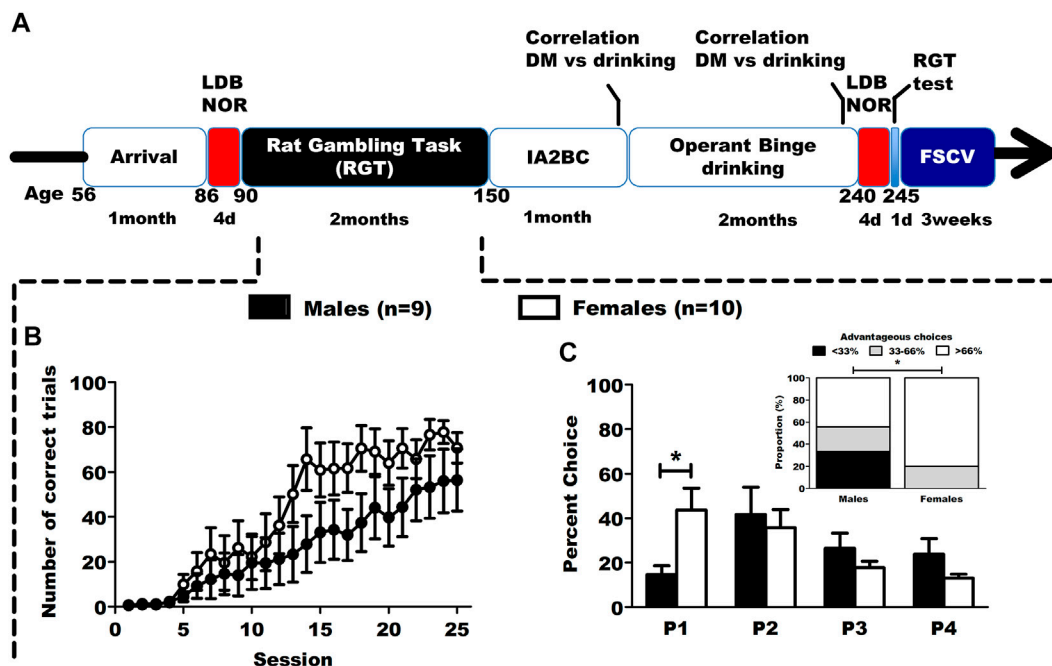 A
Correlation
DM vs drinking
Correlation
DM vs drinking
RGT
test
LDB
NOR
LDB
NOR
Arrival
Rat Gambling Task
(RGT)
IA2BC
Operant Binge
drinking
FSCV
Age 56
86
90
150
240
245
1month
4d
2months
1month
2months
4d
1d
3weeks
Males (n=9)
Females (n=10)
B
Number of correct trials
100
80
60
40
20
0
0
5
10
15
20
25
Session
C
Percent Choice
100
80
60
40
20
0
*
P1
P2
P3
P4
Advantageous choices
<33%
33-66%
>66%
*
Proportion (%)
100
80
60
40
20
0
Males
Females